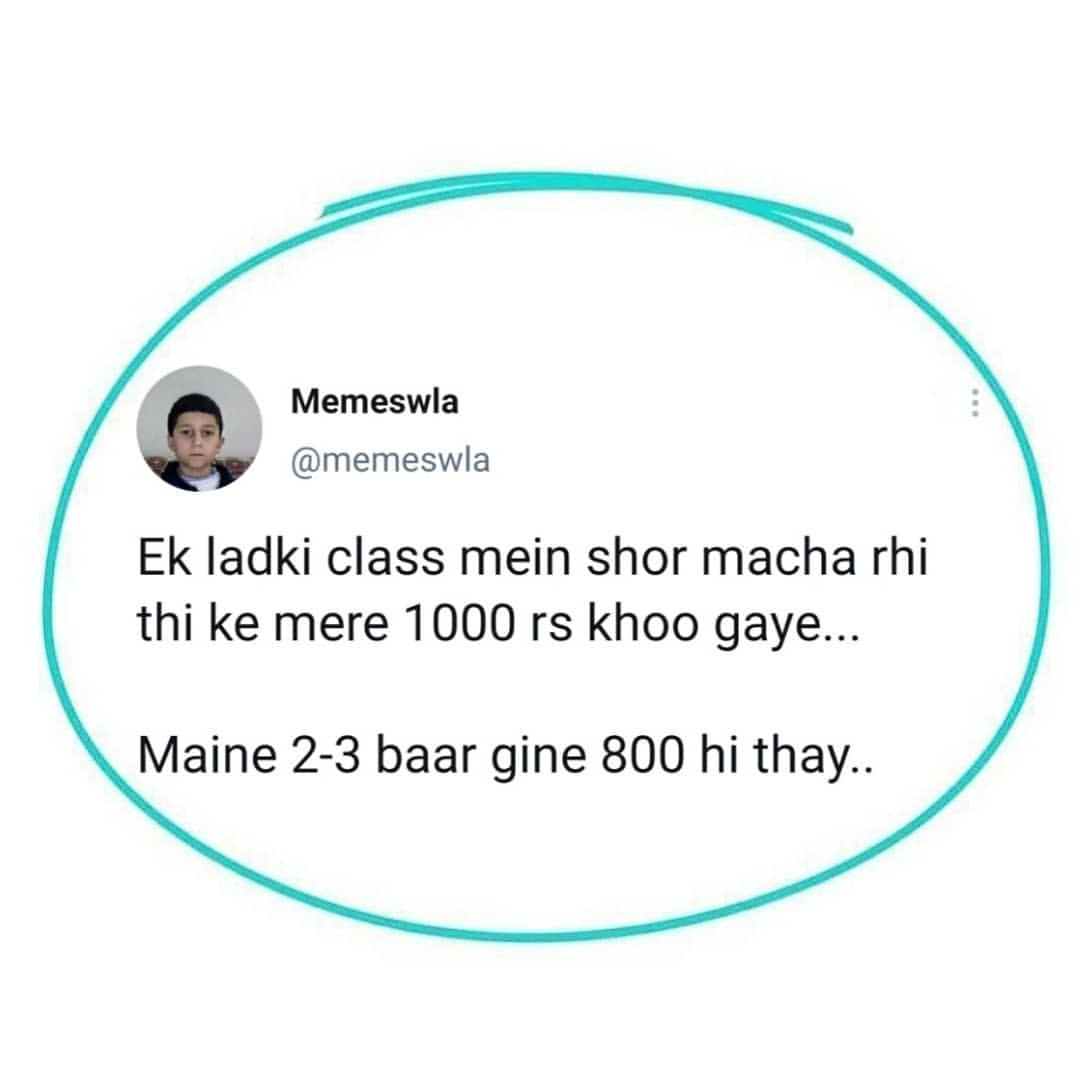 Memeswla
@memeswla
Ek ladki class mein shor macha rhi
thi ke mere 1000 rs khoo gaye...
Maine 2-3 baar gine 800 hi thay..